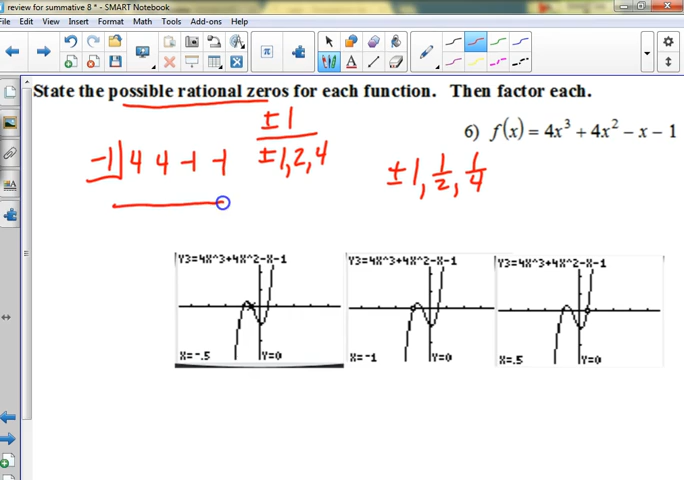 review for summative 8 * - SMART Notebook
Edit View Insert Format Math Tools Add-ons Help
State the possible rational zeros for each function. Then factor each.
±1
±1,2,4
6) f(x) = 4x³ + 4x² − x − 1
-1 4 4 -1 -1
±1, 1/2, 1/4
Y3=4X^3+4X^2-X-1 Y3=4X^3+4X^2-X-1 Y3=4X^3+4X^2-X-1
X=-.5 Y=0 X=-1 Y=0 X=.5 Y=0